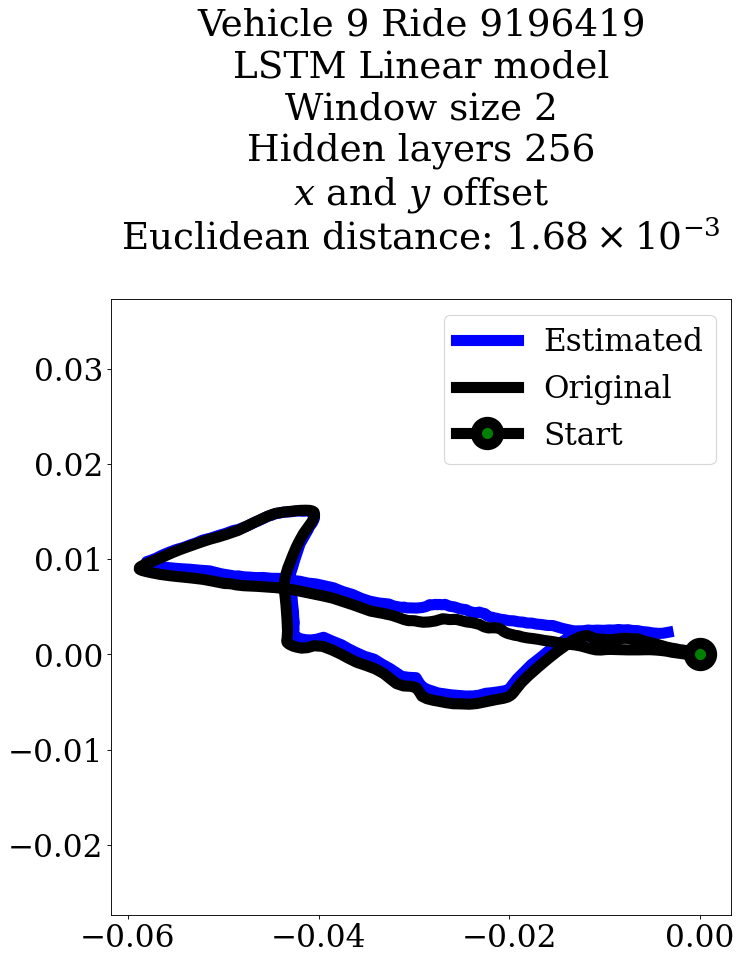 Vehicle 9 Ride 9196419
LSTM Linear model
Window size 2
Hidden layers 256
x and y offset
Euclidean distance: 1.68 × 10⁻³
Estimated
Original
Start
0.03
0.02
0.01
0.00
−0.01
−0.02
−0.06
−0.04
−0.02
0.00